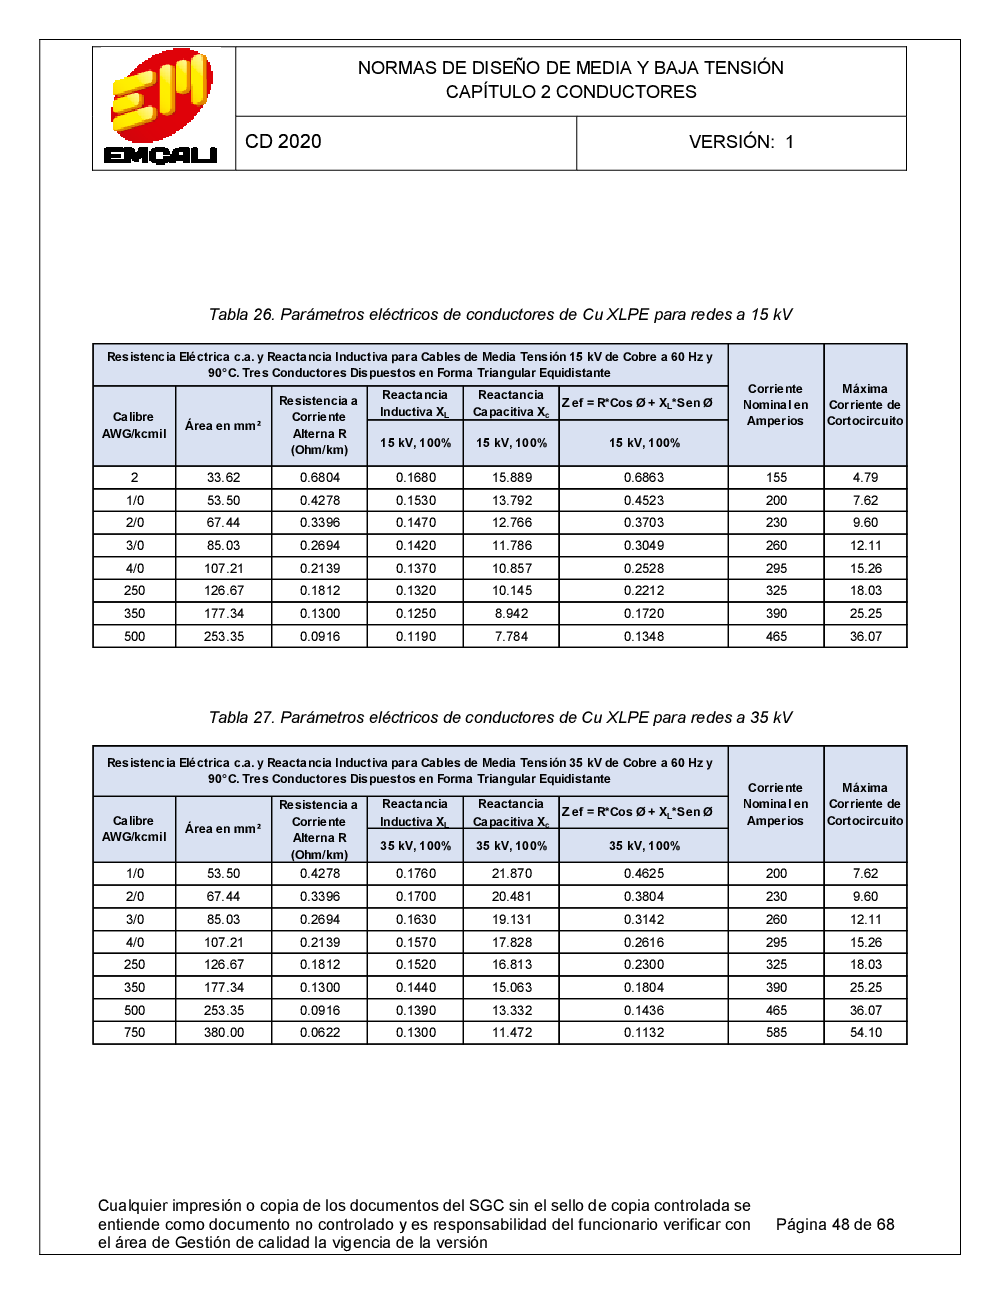 EMCALI
NORMAS DE DISEÑO DE MEDIA Y BAJA TENSIÓN
CAPÍTULO 2 CONDUCTORES
CD 2020
VERSIÓN: 1
Tabla 26. Parámetros eléctricos de conductores de Cu XLPE para redes a 15 kV
Resistencia Eléctrica c.a. y Reactancia Inductiva para Cables de Media Tensión 15 kV de Cobre a 60 Hz y
90°C. Tres Conductores Dispuestos en Forma Triangular Equidistante
Corriente
Nominal en
Amperios
Máxima
Corriente de
Cortocircuito
Calibre
AWG/kcmil
Área en mm²
Resistencia a
Corriente
Alterna R
(Ohm/km)
Reactancia
Inductiva XL
Reactancia
Capacitiva Xc
Z ef = R*Cos Ø + XL*Sen Ø
15 kV, 100% 15 kV, 100% 15 kV, 100%
2 33.62 0.6804 0.1680 15.889 0.6863 155 4.79
1/0 53.50 0.4278 0.1530 13.792 0.4523 200 7.62
2/0 67.44 0.3396 0.1470 12.766 0.3703 230 9.60
3/0 85.03 0.2694 0.1420 11.786 0.3049 260 12.11
4/0 107.21 0.2139 0.1370 10.857 0.2528 295 15.26
250 126.67 0.1812 0.1320 10.145 0.2212 325 18.03
350 177.34 0.1300 0.1250 8.942 0.1720 390 25.25
500 253.35 0.0916 0.1190 7.784 0.1348 465 36.07
Tabla 27. Parámetros eléctricos de conductores de Cu XLPE para redes a 35 kV
Resistencia Eléctrica c.a. y Reactancia Inductiva para Cables de Media Tensión 35 kV de Cobre a 60 Hz y
90°C. Tres Conductores Dispuestos en Forma Triangular Equidistante
Corriente
Nominal en
Amperios
Máxima
Corriente de
Cortocircuito
Calibre
AWG/kcmil
Área en mm²
Resistencia a
Corriente
Alterna R
(Ohm/km)
Reactancia
Inductiva XL
Reactancia
Capacitiva Xc
Z ef = R*Cos Ø + XL*Sen Ø
35 kV, 100% 35 kV, 100% 35 kV, 100%
1/0 53.50 0.4278 0.1760 21.870 0.4625 200 7.62
2/0 67.44 0.3396 0.1700 20.481 0.3804 230 9.60
3/0 85.03 0.2694 0.1630 19.131 0.3142 260 12.11
4/0 107.21 0.2139 0.1570 17.828 0.2616 295 15.26
250 126.67 0.1812 0.1520 16.813 0.2300 325 18.03
350 177.34 0.1300 0.1440 15.063 0.1804 390 25.25
500 253.35 0.0916 0.1390 13.332 0.1436 465 36.07
750 380.00 0.0622 0.1300 11.472 0.1132 585 54.10
Cualquier impresión o copia de los documentos del SGC sin el sello de copia controlada se
entiende como documento no controlado y es responsabilidad del funcionario verificar con
el área de Gestión de calidad la vigencia de la versión
Página 48 de 68